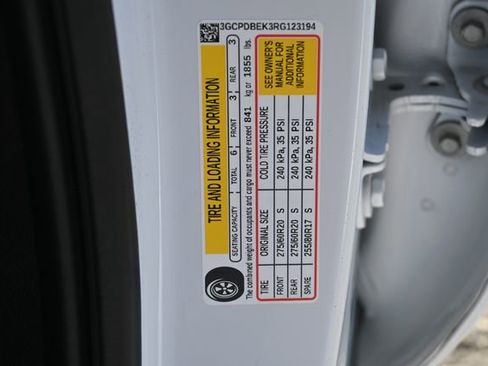 3GCPDBEK3RG123194
TIRE AND LOADING INFORMATION
SEATING CAPACITY TOTAL 6 FRONT 3 REAR 3
The combined weight of occupants and cargo must never exceed 841 kg or 1855 lbs.
TIRE ORIGINAL SIZE COLD TIRE PRESSURE
FRONT 275/60R20 S 240 kPa, 35 PSI
REAR 275/60R20 S 240 kPa, 35 PSI
SPARE 255/80R17 S 240 kPa, 35 PSI
SEE OWNER'S
MANUAL FOR
ADDITIONAL
INFORMATION